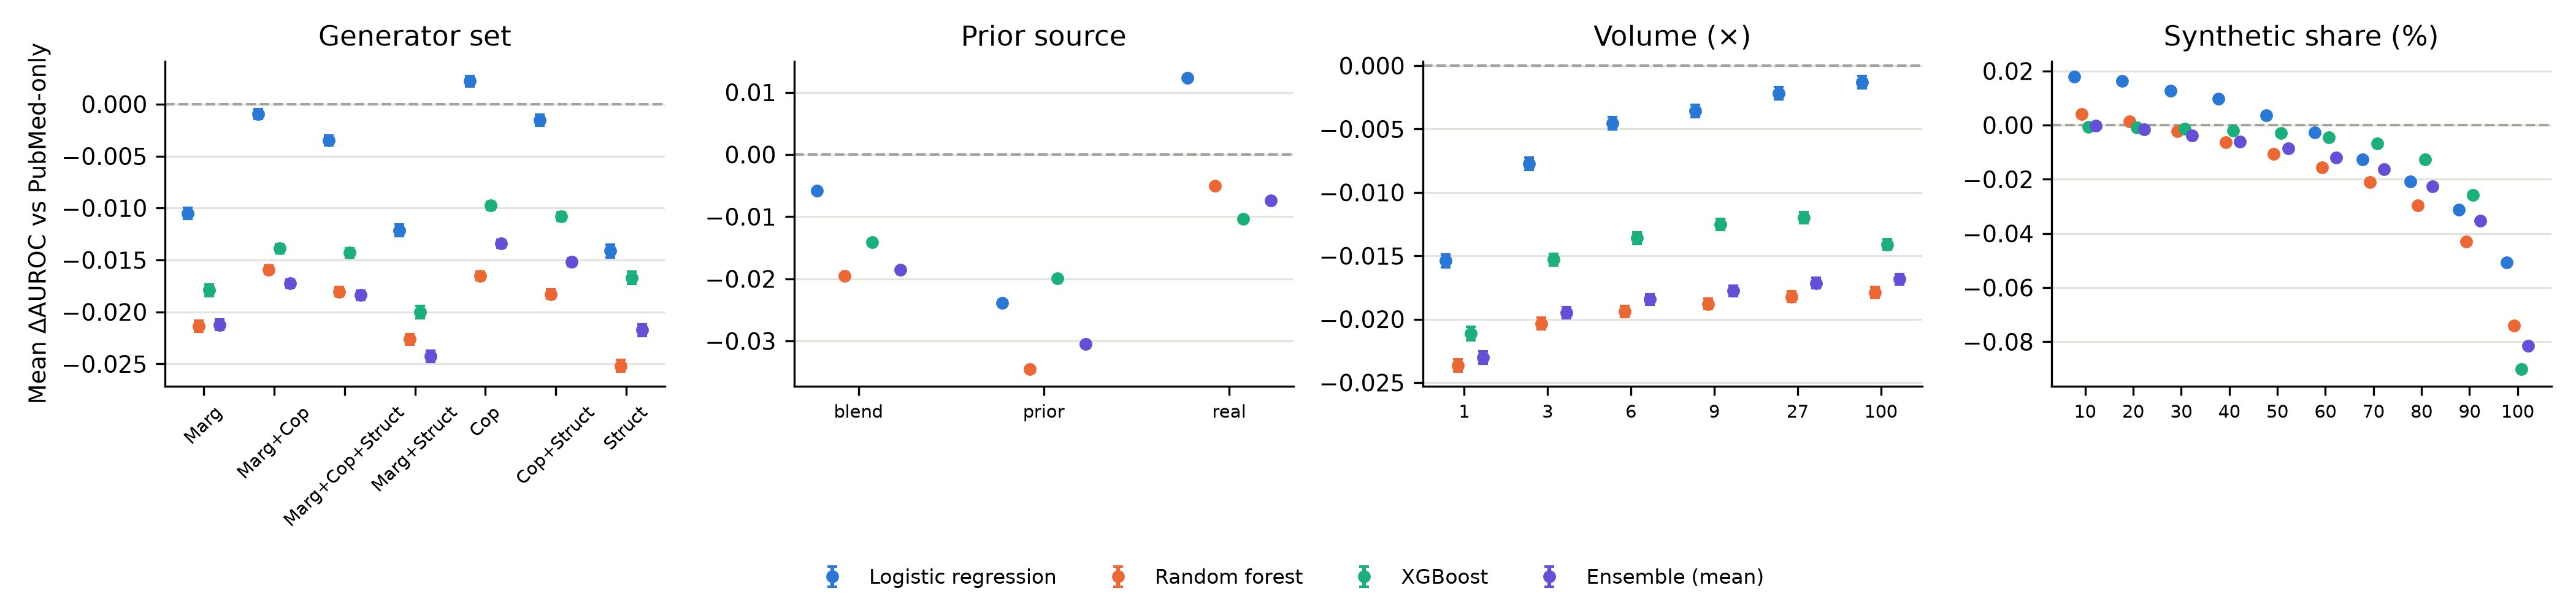 Generator set
Prior source
Volume (×)
Synthetic share (%)
Mean ΔAUROC vs PubMed-only
0.000
−0.005
−0.010
−0.015
−0.020
−0.025
Marg
Marg+Cop
Marg+Cop+Struct
Marg+Struct
Cop
Cop+Struct
Struct
0.01
0.00
−0.01
−0.02
−0.03
blend
prior
real
0.000
−0.005
−0.010
−0.015
−0.020
−0.025
1
3
6
9
27
100
0.02
0.00
−0.02
−0.04
−0.06
−0.08
10
20
30
40
50
60
70
80
90
100
Logistic regression
Random forest
XGBoost
Ensemble (mean)